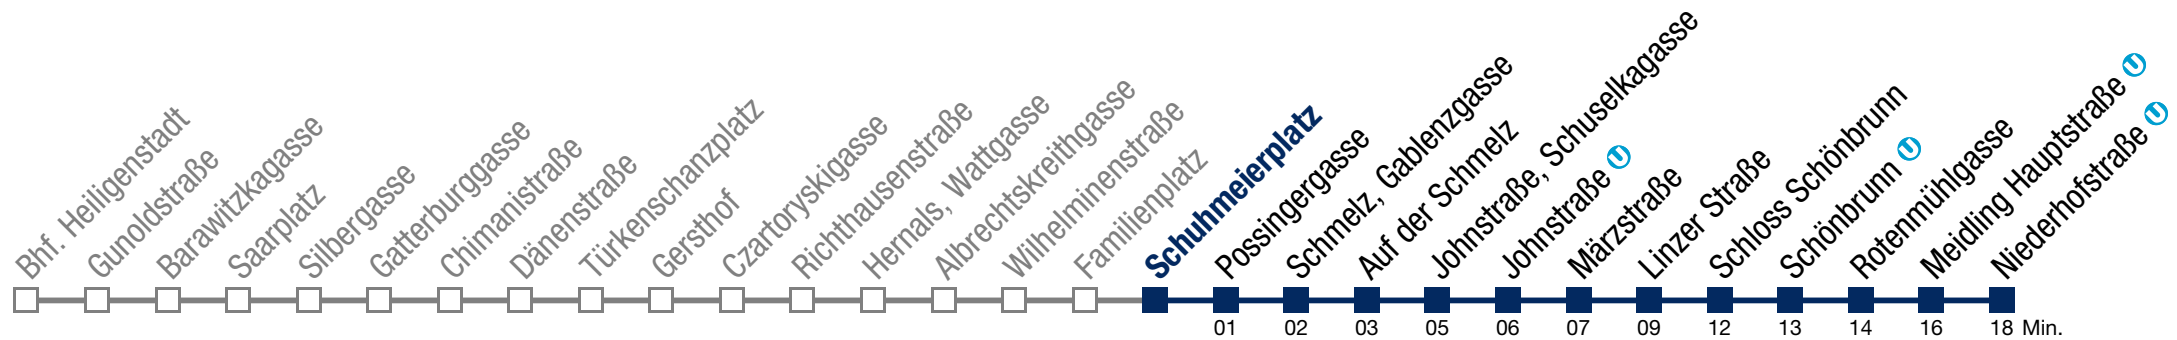 Bhf. Heiligenstadt
Gunoldstraße
Barawitzkagasse
Saarplatz
Silbergasse
Gatterburggasse
Chimanistraße
Dänenstraße
Türkenschanzplatz
Gersthof
Czartoryskigasse
Richthausenstraße
Hernals, Wattgasse
Albrechtskreithgasse
Wilhelminenstraße
Familienplatz
Schuhmeierplatz
Possingergasse
Schmelz, Gablenzgasse
Auf der Schmelz
Johnstraße, Schuselkagasse
Johnstraße U
Märzstraße
Linzer Straße
Schloss Schönbrunn
Schönbrunn U
Rotenmühlgasse
Meidling Hauptstraße U
Niederhofstraße U
01 02 03 05 06 07 09 12 13 14 16 18 Min.